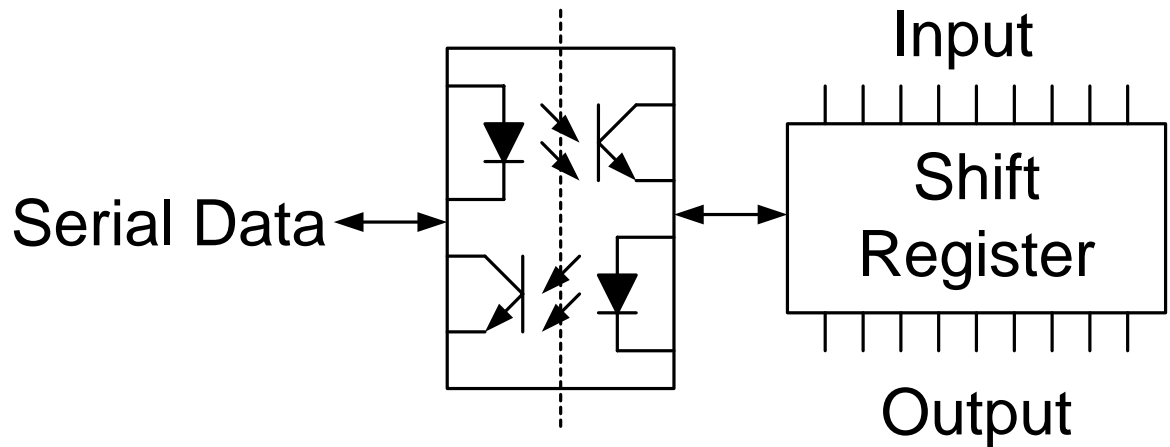 Input
Serial Data
Shift
Register
Output